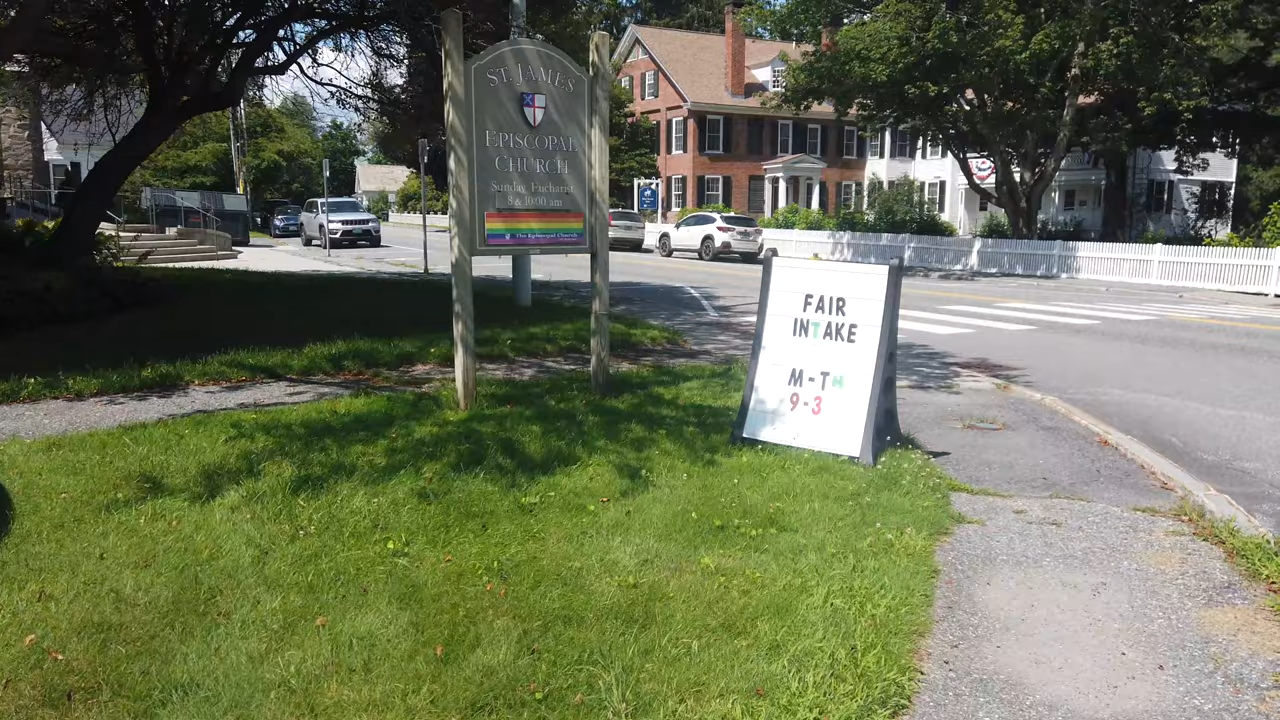 ST. JAMES
EPISCOPAL
CHURCH
Sunday Eucharist
8 & 10:00 am
The Episcopal Church
FAIR
INTAKE
M-TH
9-3